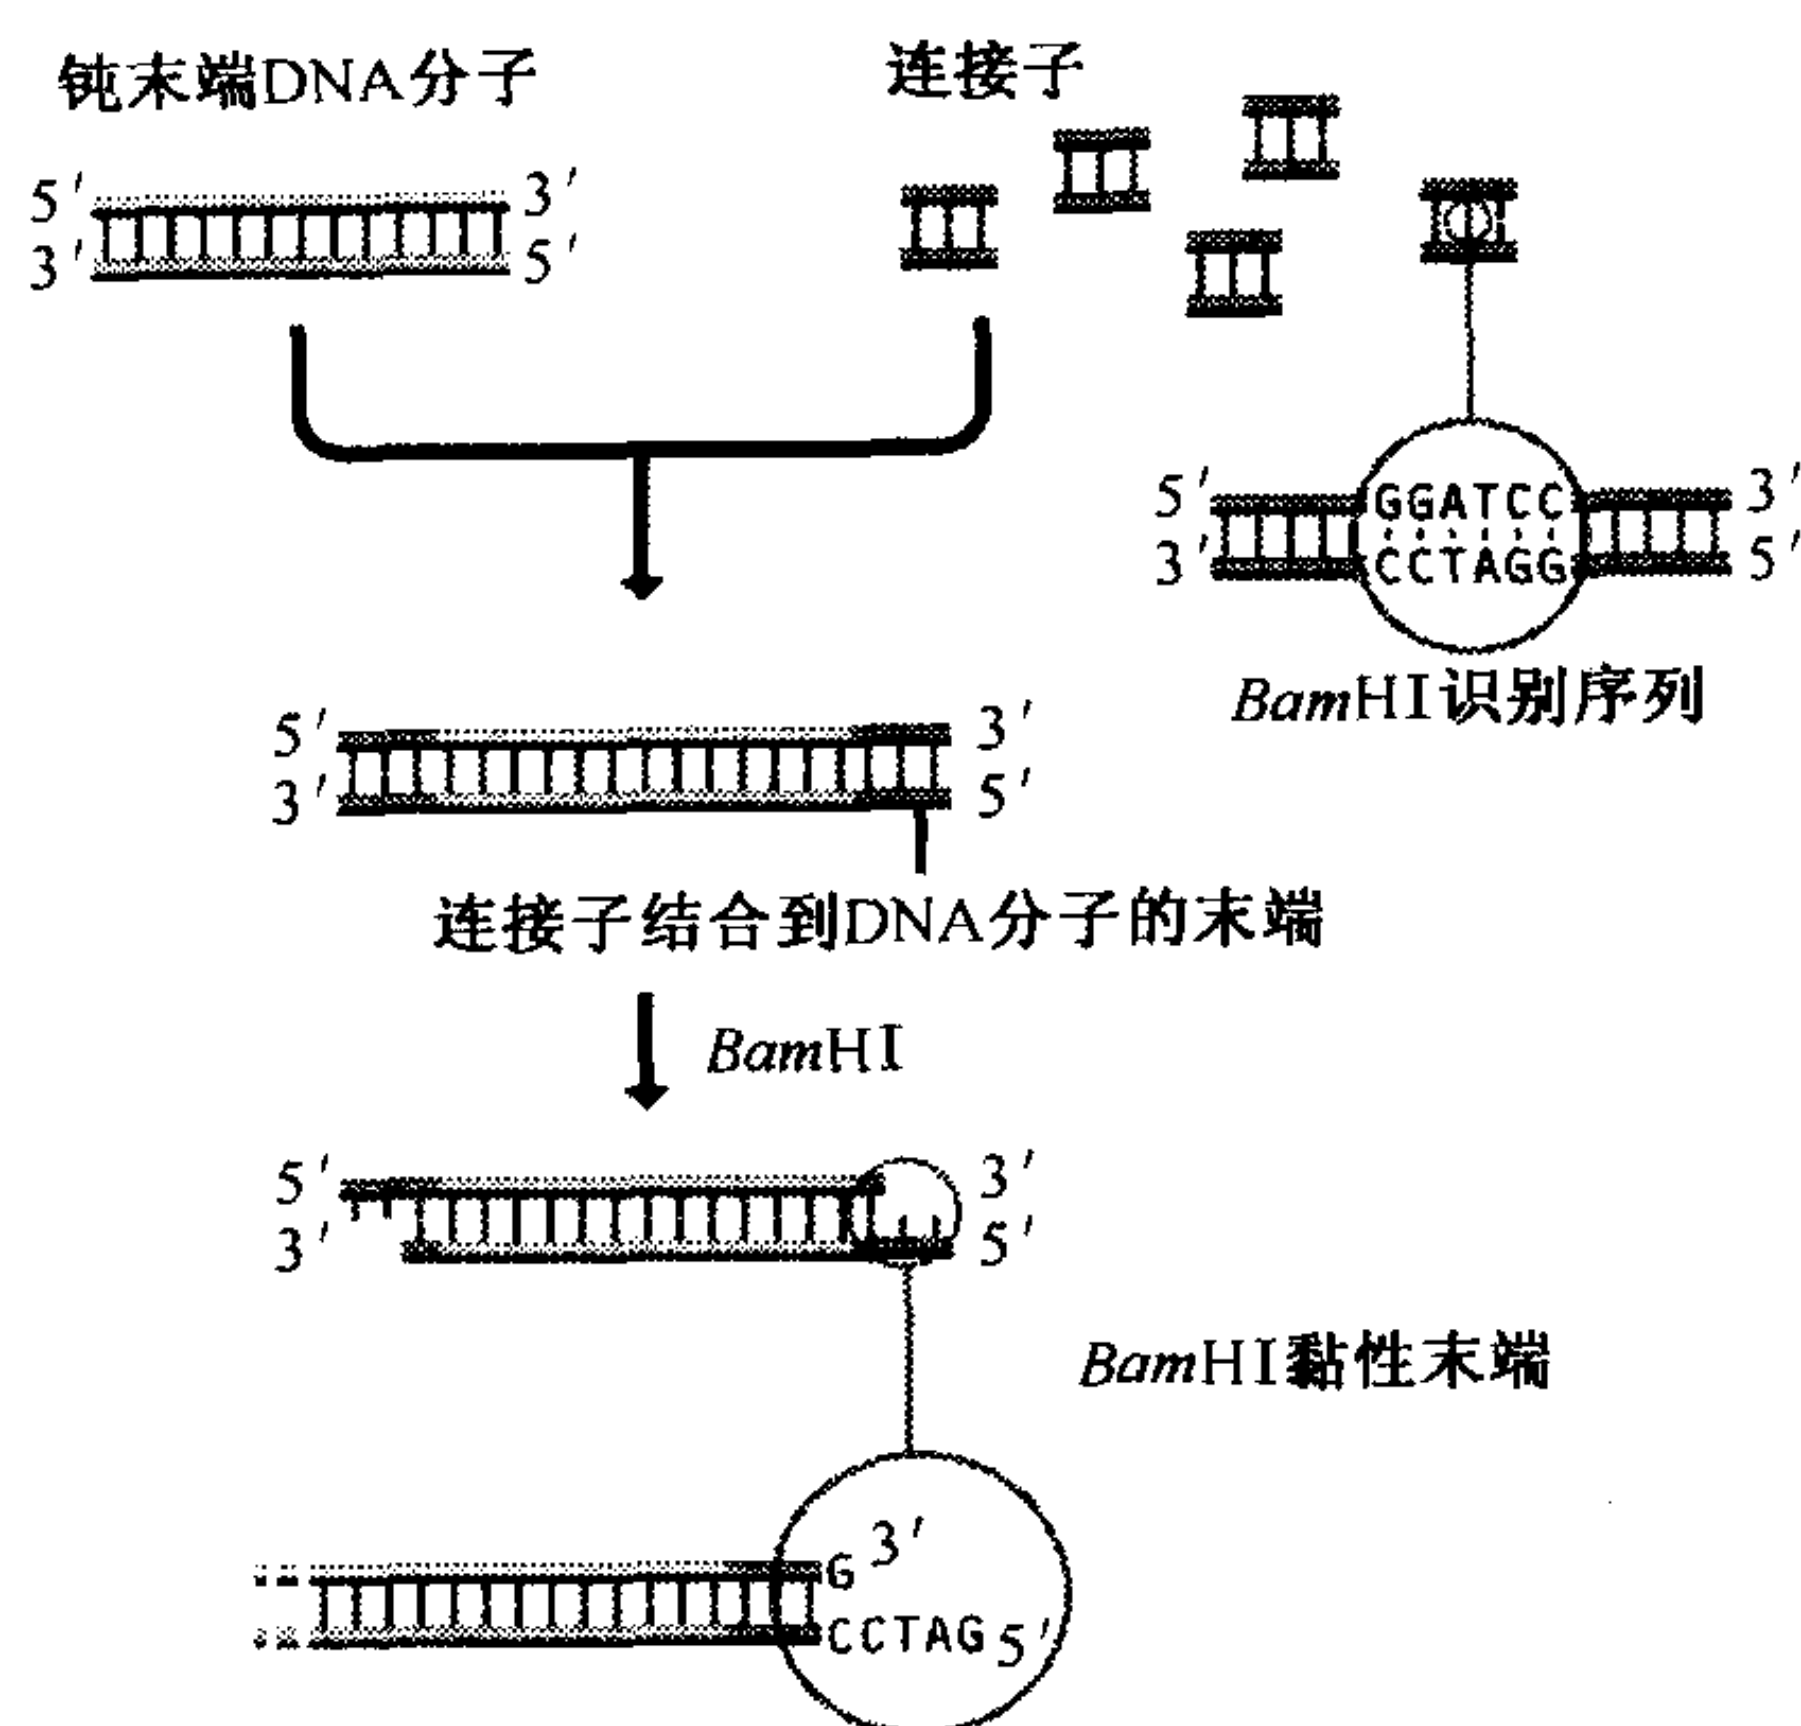 钝末端DNA分子
连接子
5′ 3′
3′ 5′
5′ GGATCC 3′
3′ CCTAGG 5′
BamHI识别序列
5′ 3′
3′ 5′
连接子结合到DNA分子的末端
BamHI
5′ 3′
3′ 5′
BamHI黏性末端
G 3′
CCTAG 5′